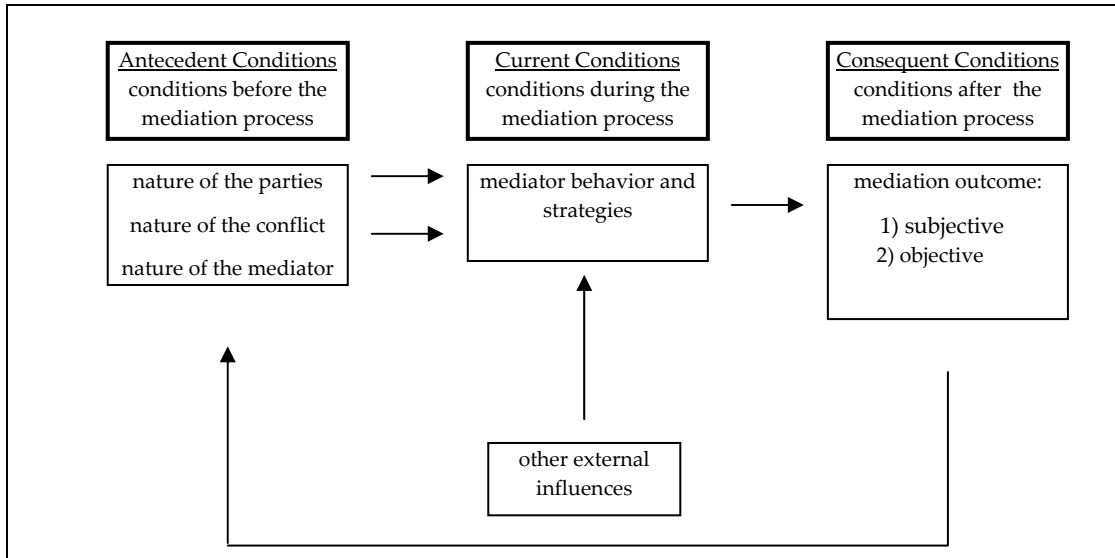 Antecedent Conditions
conditions before the
mediation process
Current Conditions
conditions during the
mediation process
Consequent Conditions
conditions after the
mediation process
nature of the parties
nature of the conflict
nature of the mediator
mediator behavior and
strategies
mediation outcome:
1) subjective
2) objective
other external
influences